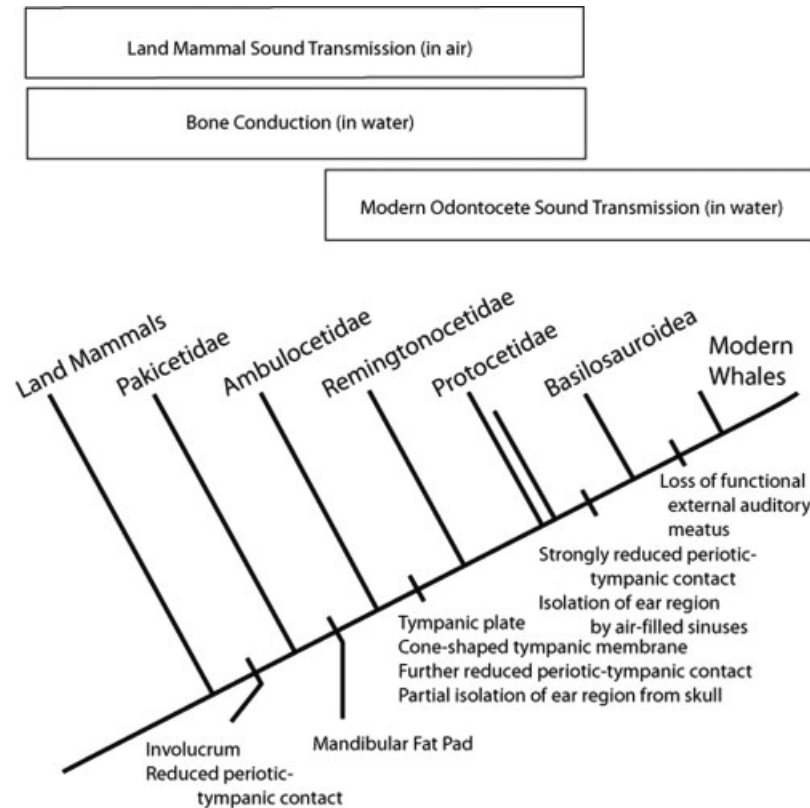 Land Mammal Sound Transmission (in air)
Bone Conduction (in water)
Modern Odontocete Sound Transmission (in water)
Land Mammals
Pakicetidae
Ambulocetidae
Remingtonocetidae
Protocetidae
Basilosauroidea
Modern
Whales
Loss of functional
external auditory
meatus
Strongly reduced periotic-
tympanic contact
Isolation of ear region
by air-filled sinuses
Tympanic plate
Cone-shaped tympanic membrane
Further reduced periotic-tympanic contact
Partial isolation of ear region from skull
Mandibular Fat Pad
Involucrum
Reduced periotic-
tympanic contact